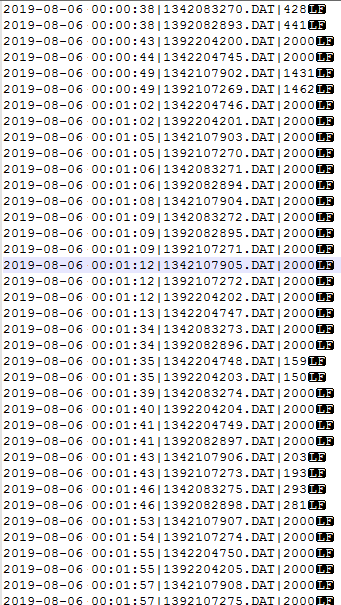 2019-08-06 00:00:38|1342083270.DAT|428LF
2019-08-06 00:00:38|1392082893.DAT|441LF
2019-08-06 00:00:43|1392204200.DAT|2000LF
2019-08-06 00:00:44|1342204745.DAT|2000LF
2019-08-06 00:00:49|1342107902.DAT|1431LF
2019-08-06 00:00:49|1392107269.DAT|1462LF
2019-08-06 00:01:02|1342204746.DAT|2000LF
2019-08-06 00:01:02|1392204201.DAT|2000LF
2019-08-06 00:01:05|1342107903.DAT|2000LF
2019-08-06 00:01:05|1392107270.DAT|2000LF
2019-08-06 00:01:06|1342083271.DAT|2000LF
2019-08-06 00:01:06|1392082894.DAT|2000LF
2019-08-06 00:01:08|1342107904.DAT|2000LF
2019-08-06 00:01:09|1342083272.DAT|2000LF
2019-08-06 00:01:09|1392082895.DAT|2000LF
2019-08-06 00:01:09|1392107271.DAT|2000LF
2019-08-06 00:01:12|1342107905.DAT|2000LF
2019-08-06 00:01:12|1392107272.DAT|2000LF
2019-08-06 00:01:12|1392204202.DAT|2000LF
2019-08-06 00:01:13|1342204747.DAT|2000LF
2019-08-06 00:01:34|1342083273.DAT|2000LF
2019-08-06 00:01:34|1392082896.DAT|2000LF
2019-08-06 00:01:35|1342204748.DAT|159LF
2019-08-06 00:01:35|1392204203.DAT|150LF
2019-08-06 00:01:39|1342083274.DAT|2000LF
2019-08-06 00:01:40|1392204204.DAT|2000LF
2019-08-06 00:01:41|1342204749.DAT|2000LF
2019-08-06 00:01:41|1392082897.DAT|2000LF
2019-08-06 00:01:43|1342107906.DAT|203LF
2019-08-06 00:01:43|1392107273.DAT|193LF
2019-08-06 00:01:46|1342083275.DAT|293LF
2019-08-06 00:01:46|1392082898.DAT|281LF
2019-08-06 00:01:53|1342107907.DAT|2000LF
2019-08-06 00:01:54|1392107274.DAT|2000LF
2019-08-06 00:01:55|1342204750.DAT|2000LF
2019-08-06 00:01:55|1392204205.DAT|2000LF
2019-08-06 00:01:57|1342107908.DAT|2000LF
2019-08-06 00:01:57|1392107275.DAT|2000LF